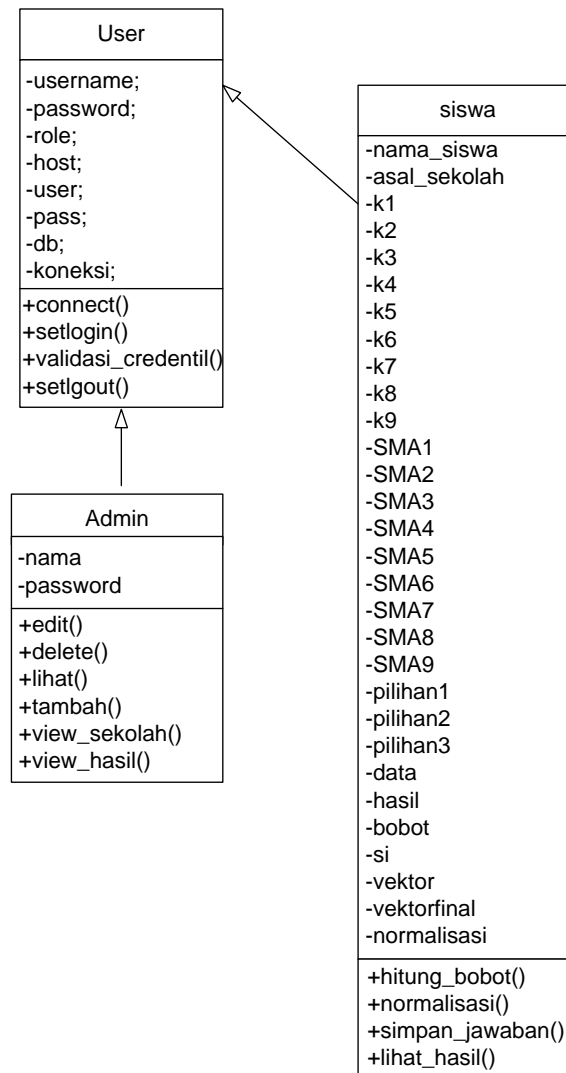 User
-username;
-password;
-role;
-host;
-user;
-pass;
-db;
-koneksi;
+connect()
+setlogin()
+validasi_credentil()
+setlgout()
Admin
-nama
-password
+edit()
+delete()
+lihat()
+tambah()
+view_sekolah()
+view_hasil()
siswa
-nama_siswa
-asal_sekolah
-k1
-k2
-k3
-k4
-k5
-k6
-k7
-k8
-k9
-SMA1
-SMA2
-SMA3
-SMA4
-SMA5
-SMA6
-SMA7
-SMA8
-SMA9
-pilihan1
-pilihan2
-pilihan3
-data
-hasil
-bobot
-si
-vektor
-vektorfinal
-normalisasi
+hitung_bobot()
+normalisasi()
+simpan_jawaban()
+lihat_hasil()